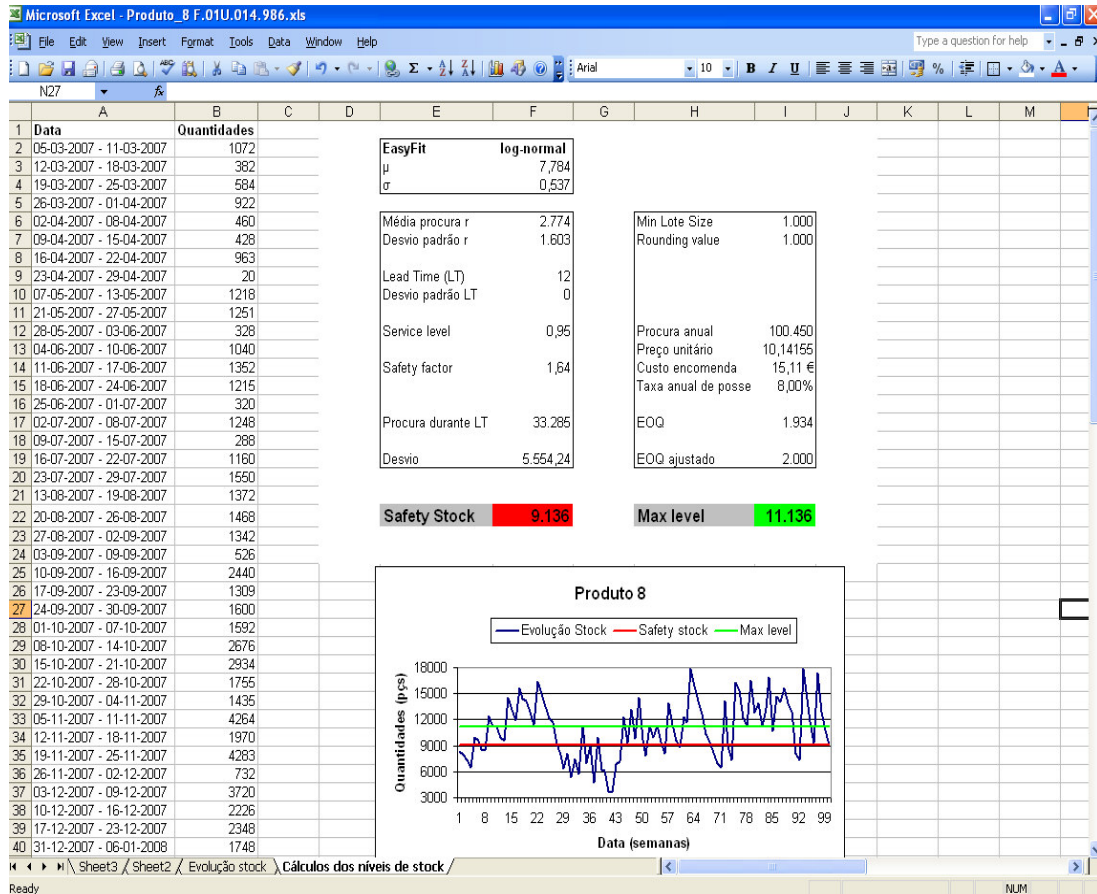 Microsoft Excel - Produto_8 F.01U.014.986.xls
File Edit View Insert Format Tools Data Window Help Type a question for help
Arial 10 B I U
N27 fx
A B C D E F G H I J K L M
1 Data Quantidades
2 05-03-2007 - 11-03-2007 1072 EasyFit log-normal
3 12-03-2007 - 18-03-2007 382 μ 7,784
4 19-03-2007 - 25-03-2007 584 σ 0,537
5 26-03-2007 - 01-04-2007 922
6 02-04-2007 - 08-04-2007 460 Média procura r 2.774 Min Lote Size 1.000
7 09-04-2007 - 15-04-2007 428 Desvio padrão r 1.603 Rounding value 1.000
8 16-04-2007 - 22-04-2007 963
9 23-04-2007 - 29-04-2007 20 Lead Time (LT) 12
10 07-05-2007 - 13-05-2007 1218 Desvio padrão LT 0
11 21-05-2007 - 27-05-2007 1251
12 28-05-2007 - 03-06-2007 328 Service level 0,95 Procura anual 100.450
13 04-06-2007 - 10-06-2007 1040 Preço unitário 10,14155
14 11-06-2007 - 17-06-2007 1352 Safety factor 1,64 Custo encomenda 15,11 €
15 18-06-2007 - 24-06-2007 1215 Taxa anual de posse 8,00%
16 25-06-2007 - 01-07-2007 320
17 02-07-2007 - 08-07-2007 1248 Procura durante LT 33.285 EOQ 1.934
18 09-07-2007 - 15-07-2007 288
19 16-07-2007 - 22-07-2007 1160 Desvio 5.554,24 EOQ ajustado 2.000
20 23-07-2007 - 29-07-2007 1550
21 13-08-2007 - 19-08-2007 1372
22 20-08-2007 - 26-08-2007 1468 Safety Stock 9.136 Max level 11.136
23 27-08-2007 - 02-09-2007 1342
24 03-09-2007 - 09-09-2007 526
25 10-09-2007 - 16-09-2007 2440
26 17-09-2007 - 23-09-2007 1309 Produto 8
27 24-09-2007 - 30-09-2007 1600
28 01-10-2007 - 07-10-2007 1592 Evolução Stock Safety stock Max level
29 08-10-2007 - 14-10-2007 2676
30 15-10-2007 - 21-10-2007 2934 18000
31 22-10-2007 - 28-10-2007 1755 15000
32 29-10-2007 - 04-11-2007 1435
33 05-11-2007 - 11-11-2007 4264 12000
34 12-11-2007 - 18-11-2007 1970 9000
35 19-11-2007 - 25-11-2007 4283
36 26-11-2007 - 02-12-2007 732 6000
37 03-12-2007 - 09-12-2007 3720 3000
Quantidades (pçs)
38 10-12-2007 - 16-12-2007 2226 1 8 15 22 29 36 43 50 57 64 71 78 85 92 99
39 17-12-2007 - 23-12-2007 2348
40 31-12-2007 - 06-01-2008 1748 Data (semanas)
Sheet3 Sheet2 Evolução stock Cálculos dos níveis de stock
Ready NUM